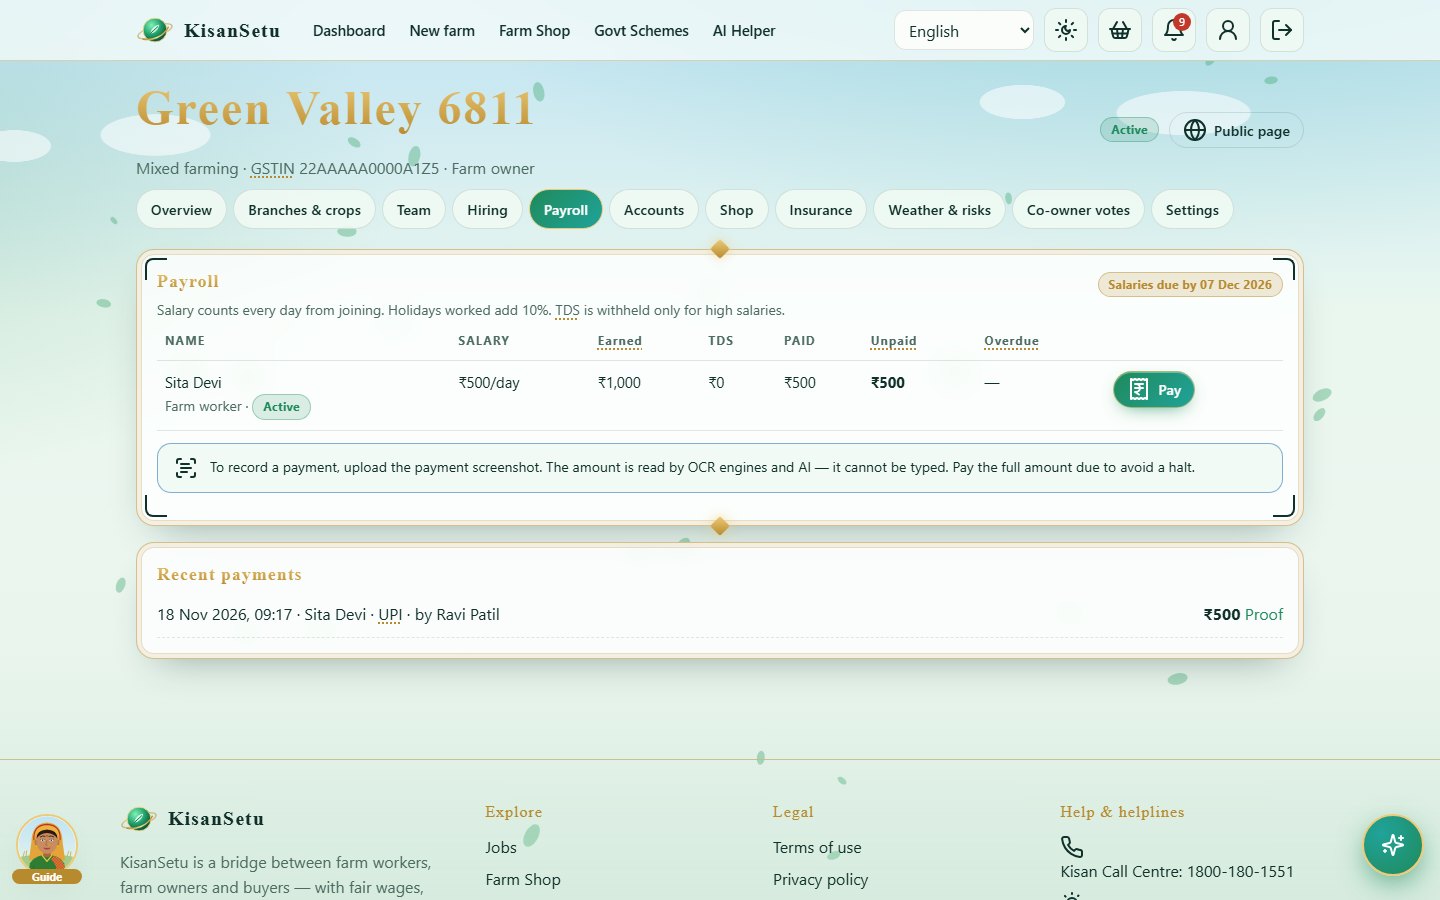 KisanSetu Dashboard New farm Farm Shop Govt Schemes AI Helper English 9
Green Valley 6811
Active Public page
Mixed farming · GSTIN 22AAAAA0000A1Z5 · Farm owner
Overview Branches & crops Team Hiring Payroll Accounts Shop Insurance Weather & risks Co-owner votes Settings
Payroll Salaries due by 07 Dec 2026
Salary counts every day from joining. Holidays worked add 10%. TDS is withheld only for high salaries.
NAME SALARY Earned TDS PAID Unpaid Overdue
Sita Devi ₹500/day ₹1,000 ₹0 ₹500 ₹500 — Pay
Farm worker · Active
To record a payment, upload the payment screenshot. The amount is read by OCR engines and AI — it cannot be typed. Pay the full amount due to avoid a halt.
Recent payments
18 Nov 2026, 09:17 · Sita Devi · UPI · by Ravi Patil ₹500 Proof
KisanSetu Explore Legal Help & helplines
Jobs Terms of use
KisanSetu is a bridge between farm workers, Farm Shop Privacy policy Kisan Call Centre: 1800-180-1551
farm owners and buyers — with fair wages,
Guide